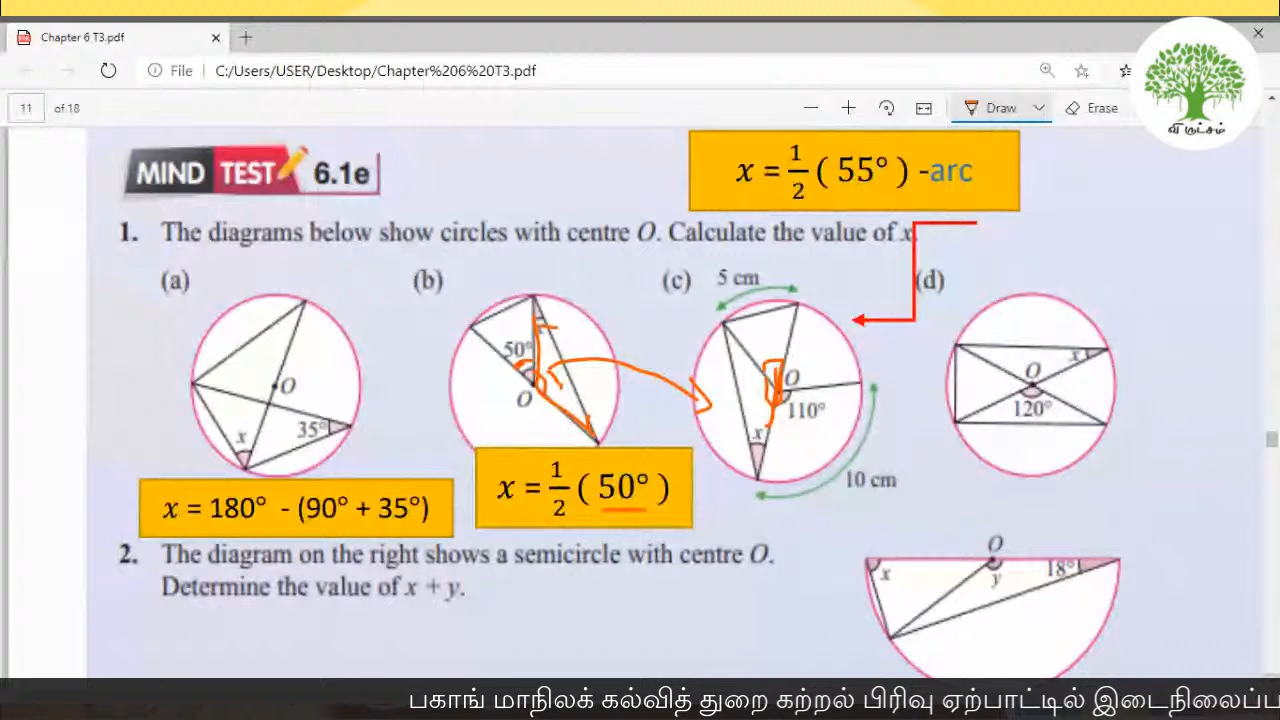 Chapter 6 T3.pdf
File C:/Users/USER/Desktop/Chapter%206%20T3.pdf
11 of 18
Draw Erase
விருட்சம்
MIND TEST 6.1e
x = 1/2 ( 55° ) -arc
1. The diagrams below show circles with centre O. Calculate the value of x.
(a) (b) (c) (d)
O 35° x
50° O x
5 cm O 110° x 10 cm
O x 120°
x = 180° - (90° + 35°)
x = 1/2 ( 50° )
2. The diagram on the right shows a semicircle with centre O.
Determine the value of x + y.
O x y 18°
பகாங் மாநிலக் கல்வித் துறை கற்றல் பிரிவு ஏற்பாட்டில் இடைநிலைப்ப